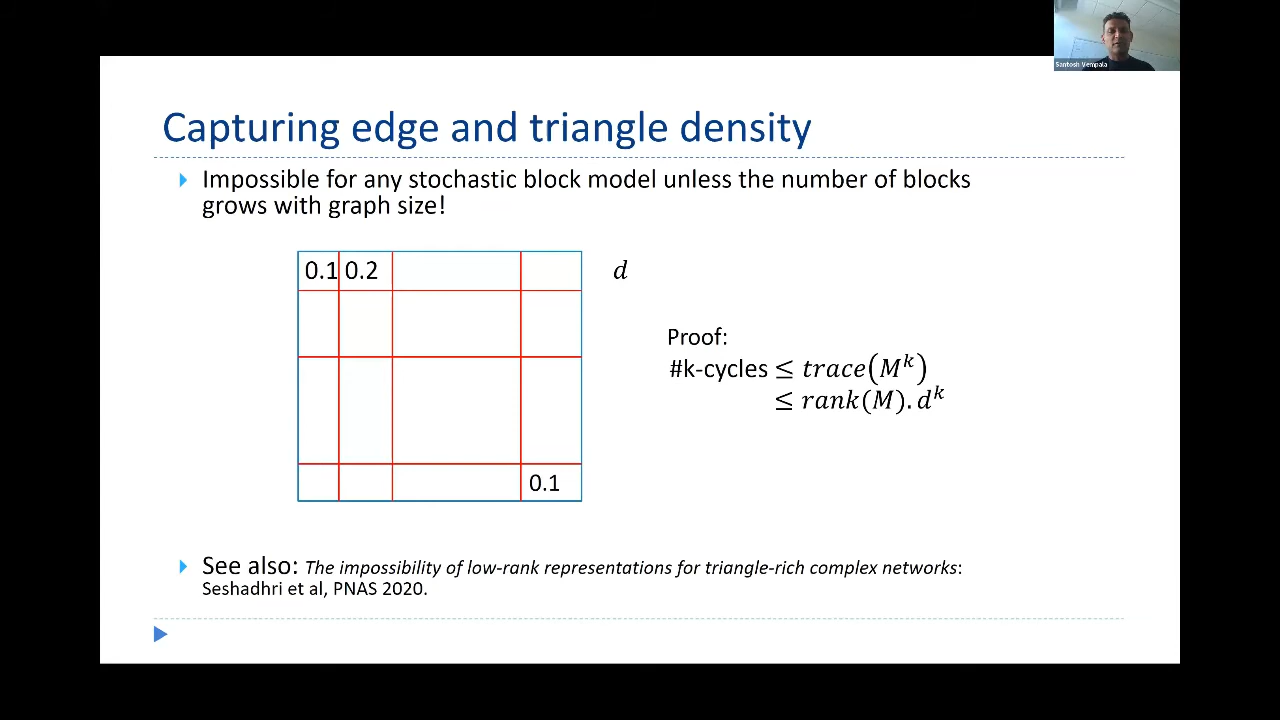 Santosh Vempala
Capturing edge and triangle density
Impossible for any stochastic block model unless the number of blocks
grows with graph size!
0.1 0.2
d
Proof:
#k-cycles ≤ trace(M^k)
≤ rank(M). d^k
0.1
See also: The impossibility of low-rank representations for triangle-rich complex networks:
Seshadhri et al, PNAS 2020.